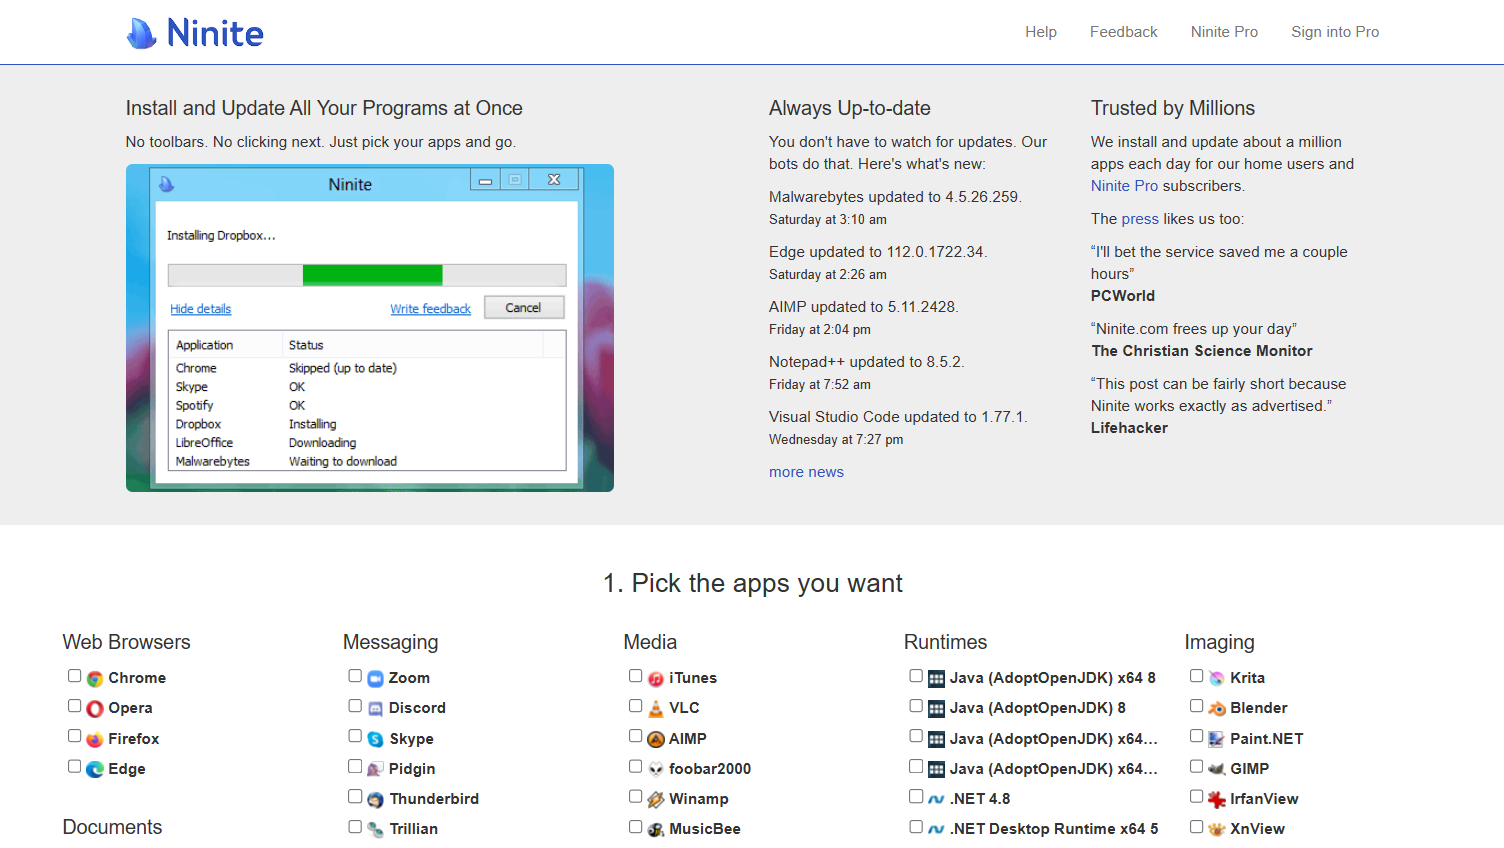 Ninite
Help
Feedback
Ninite Pro
Sign into Pro
Install and Update All Your Programs at Once
No toolbars. No clicking next. Just pick your apps and go.
Ninite
Installing Dropbox...
Hide details
Write feedback
Cancel
Application Status
Chrome Skipped (up to date)
Skype OK
Spotify OK
Dropbox Installing
LibreOffice Downloading
Malwarebytes Waiting to download
Always Up-to-date
You don't have to watch for updates. Our
bots do that. Here's what's new:
Malwarebytes updated to 4.5.26.259.
Saturday at 3:10 am
Edge updated to 112.0.1722.34.
Saturday at 2:26 am
AIMP updated to 5.11.2428.
Friday at 2:04 pm
Notepad++ updated to 8.5.2.
Friday at 7:52 am
Visual Studio Code updated to 1.77.1.
Wednesday at 7:27 pm
more news
Trusted by Millions
We install and update about a million
apps each day for our home users and
Ninite Pro subscribers.
The press likes us too:
“I'll bet the service saved me a couple
hours”
PCWorld
“Ninite.com frees up your day”
The Christian Science Monitor
“This post can be fairly short because
Ninite works exactly as advertised.”
Lifehacker
1. Pick the apps you want
Web Browsers
Chrome
Opera
Firefox
Edge
Documents
Messaging
Zoom
Discord
Skype
Pidgin
Thunderbird
Trillian
Media
iTunes
VLC
AIMP
foobar2000
Winamp
MusicBee
Runtimes
Java (AdoptOpenJDK) x64 8
Java (AdoptOpenJDK) 8
Java (AdoptOpenJDK) x64...
Java (AdoptOpenJDK) x64...
.NET 4.8
.NET Desktop Runtime x64 5
Imaging
Krita
Blender
Paint.NET
GIMP
IrfanView
XnView